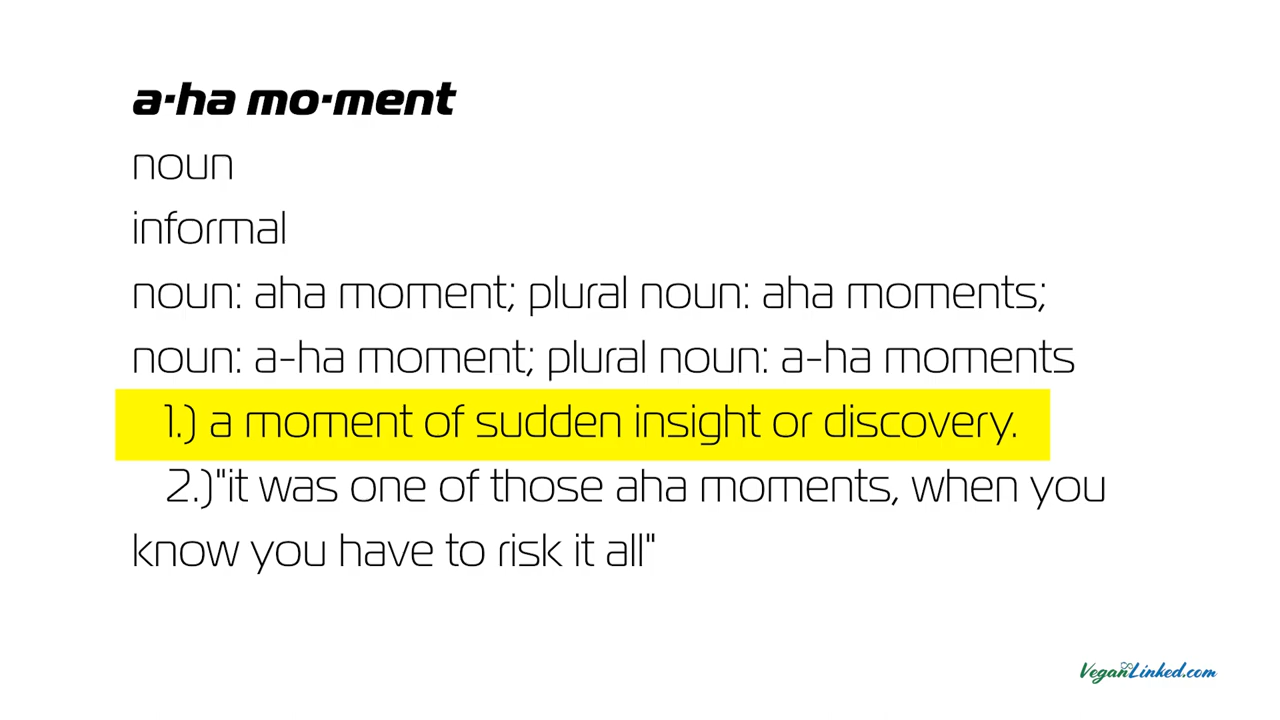 a·ha mo·ment
noun
informal
noun: aha moment; plural noun: aha moments;
noun: a-ha moment; plural noun: a-ha moments
1.) a moment of sudden insight or discovery.
2.)"it was one of those aha moments, when you
know you have to risk it all"
VeganLinked.com